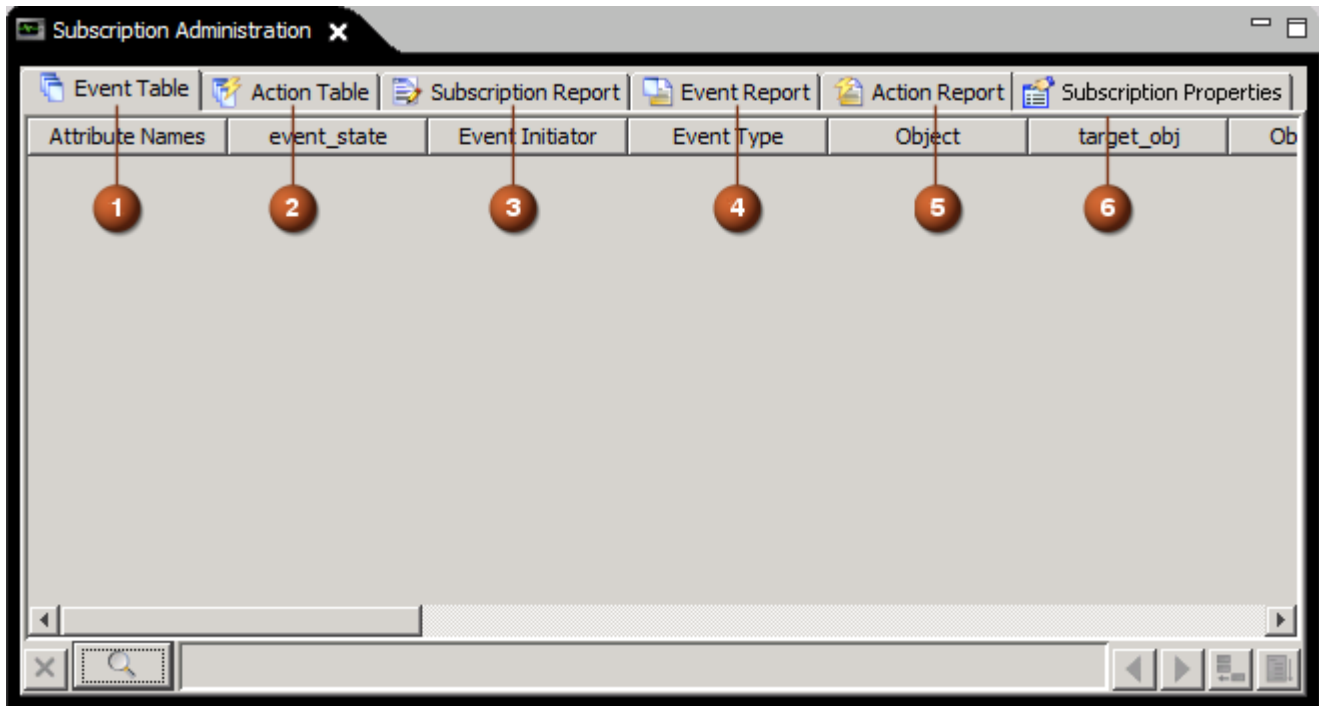 Subscription Administration
Event Table Action Table Subscription Report Event Report Action Report Subscription Properties
Attribute Names event_state Event Initiator Event Type Object target_obj Ob
1 2 3 4 5 6